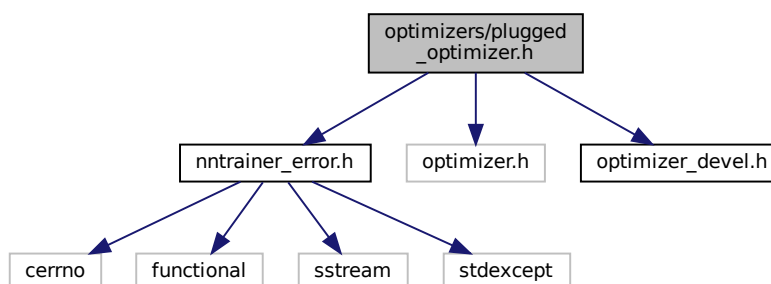 optimizers/plugged
_optimizer.h
nntrainer_error.h
optimizer.h
optimizer_devel.h
cerrno
functional
sstream
stdexcept